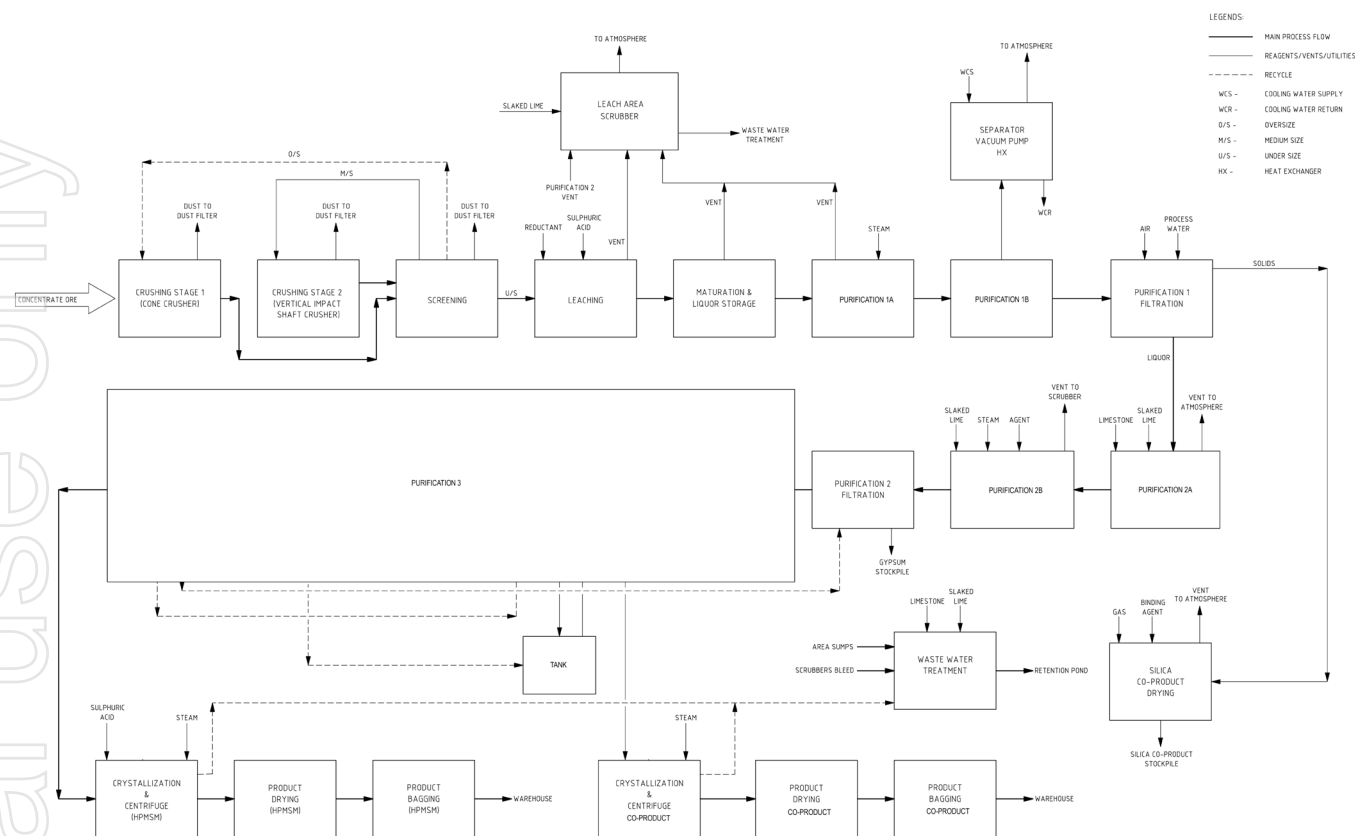 LEGENDS:
MAIN PROCESS FLOW
REAGENTS/VENTS/UTILITIES
RECYCLE
WCS - COOLING WATER SUPPLY
WCR - COOLING WATER RETURN
O/S - OVERSIZE
M/S - MEDIUM SIZE
U/S - UNDER SIZE
HX - HEAT EXCHANGER
TO ATMOSPHERE
SLAKED LIME
LEACH AREA
SCRUBBER
WASTE WATER
TREATMENT
PURIFICATION 2
VENT
VENT
VENT
VENT
TO ATMOSPHERE
WCS
SEPARATOR
VACUUM PUMP
HX
WCR
O/S
M/S
DUST TO
DUST FILTER
DUST TO
DUST FILTER
DUST TO
DUST FILTER
REDUCTANT
SULPHURIC
ACID
STEAM
AIR
PROCESS
WATER
SOLIDS
CONCENTRATE ORE
CRUSHING STAGE 1
(CONE CRUSHER)
CRUSHING STAGE 2
(VERTICAL IMPACT
SHAFT CRUSHER)
SCREENING
U/S
LEACHING
MATURATION &
LIQUOR STORAGE
PURIFICATION 1A
PURIFICATION 1B
PURIFICATION 1
FILTRATION
LIQUOR
VENT TO
SCRUBBER
VENT TO
ATMOSPHERE
SLAKED
LIME
STEAM
AGENT
LIMESTONE
SLAKED
LIME
PURIFICATION 3
PURIFICATION 2
FILTRATION
PURIFICATION 2B
PURIFICATION 2A
GYPSUM
STOCKPILE
LIMESTONE
SLAKED
LIME
GAS
BINDING
AGENT
VENT
TO ATMOSPHERE
TANK
AREA SUMPS
SCRUBBERS BLEED
WASTE WATER
TREATMENT
RETENTION POND
SILICA
CO-PRODUCT
DRYING
SILICA CO-PRODUCT
STOCKPILE
SULPHURIC
ACID
STEAM
STEAM
CRYSTALLIZATION
&
CENTRIFUGE
(HPMSM)
PRODUCT
DRYING
(HPMSM)
PRODUCT
BAGGING
(HPMSM)
WAREHOUSE
CRYSTALLIZATION
&
CENTRIFUGE
CO-PRODUCT
PRODUCT
DRYING
CO-PRODUCT
PRODUCT
BAGGING
CO-PRODUCT
WAREHOUSE